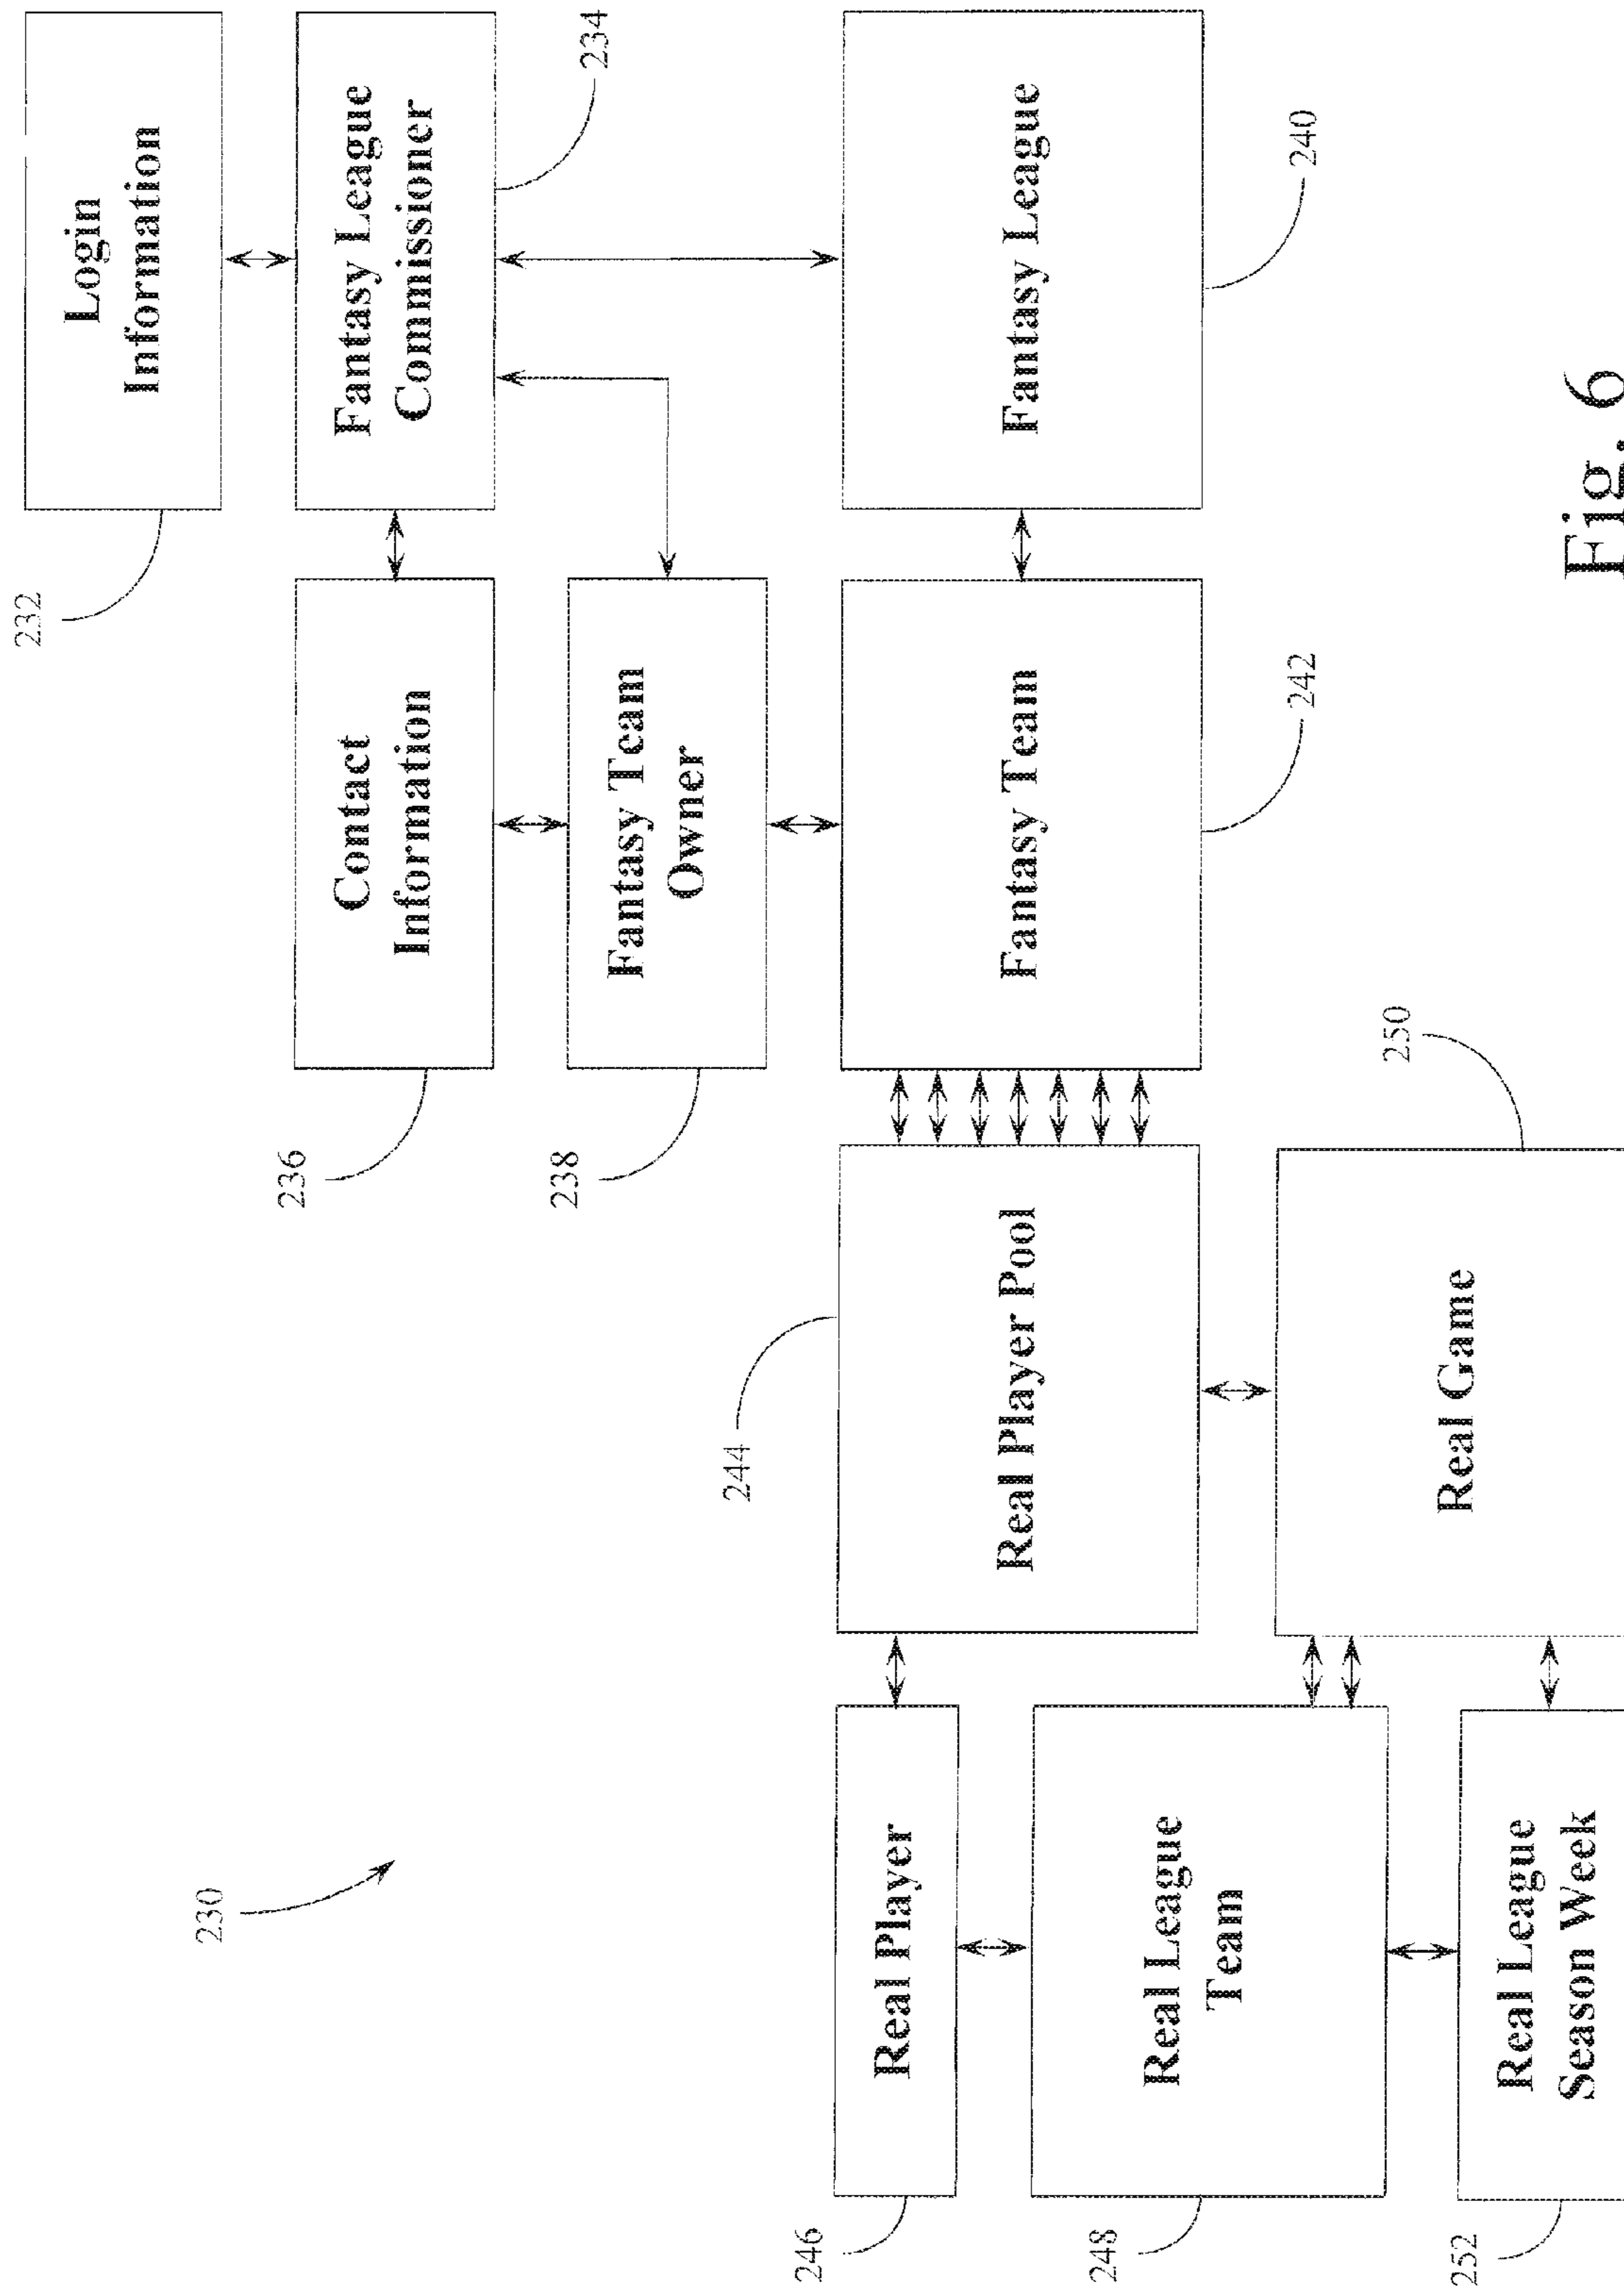 230
232
Login
Information
Fantasy League
Commissioner
234
236
Contact
Information
238
Fantasy Team
Owner
Fantasy League
240
Fantasy Team
242
244
Real Player Pool
246
Real Player
248
Real League
Team
Real Game
250
252
Real League
Season Week
Fig. 6